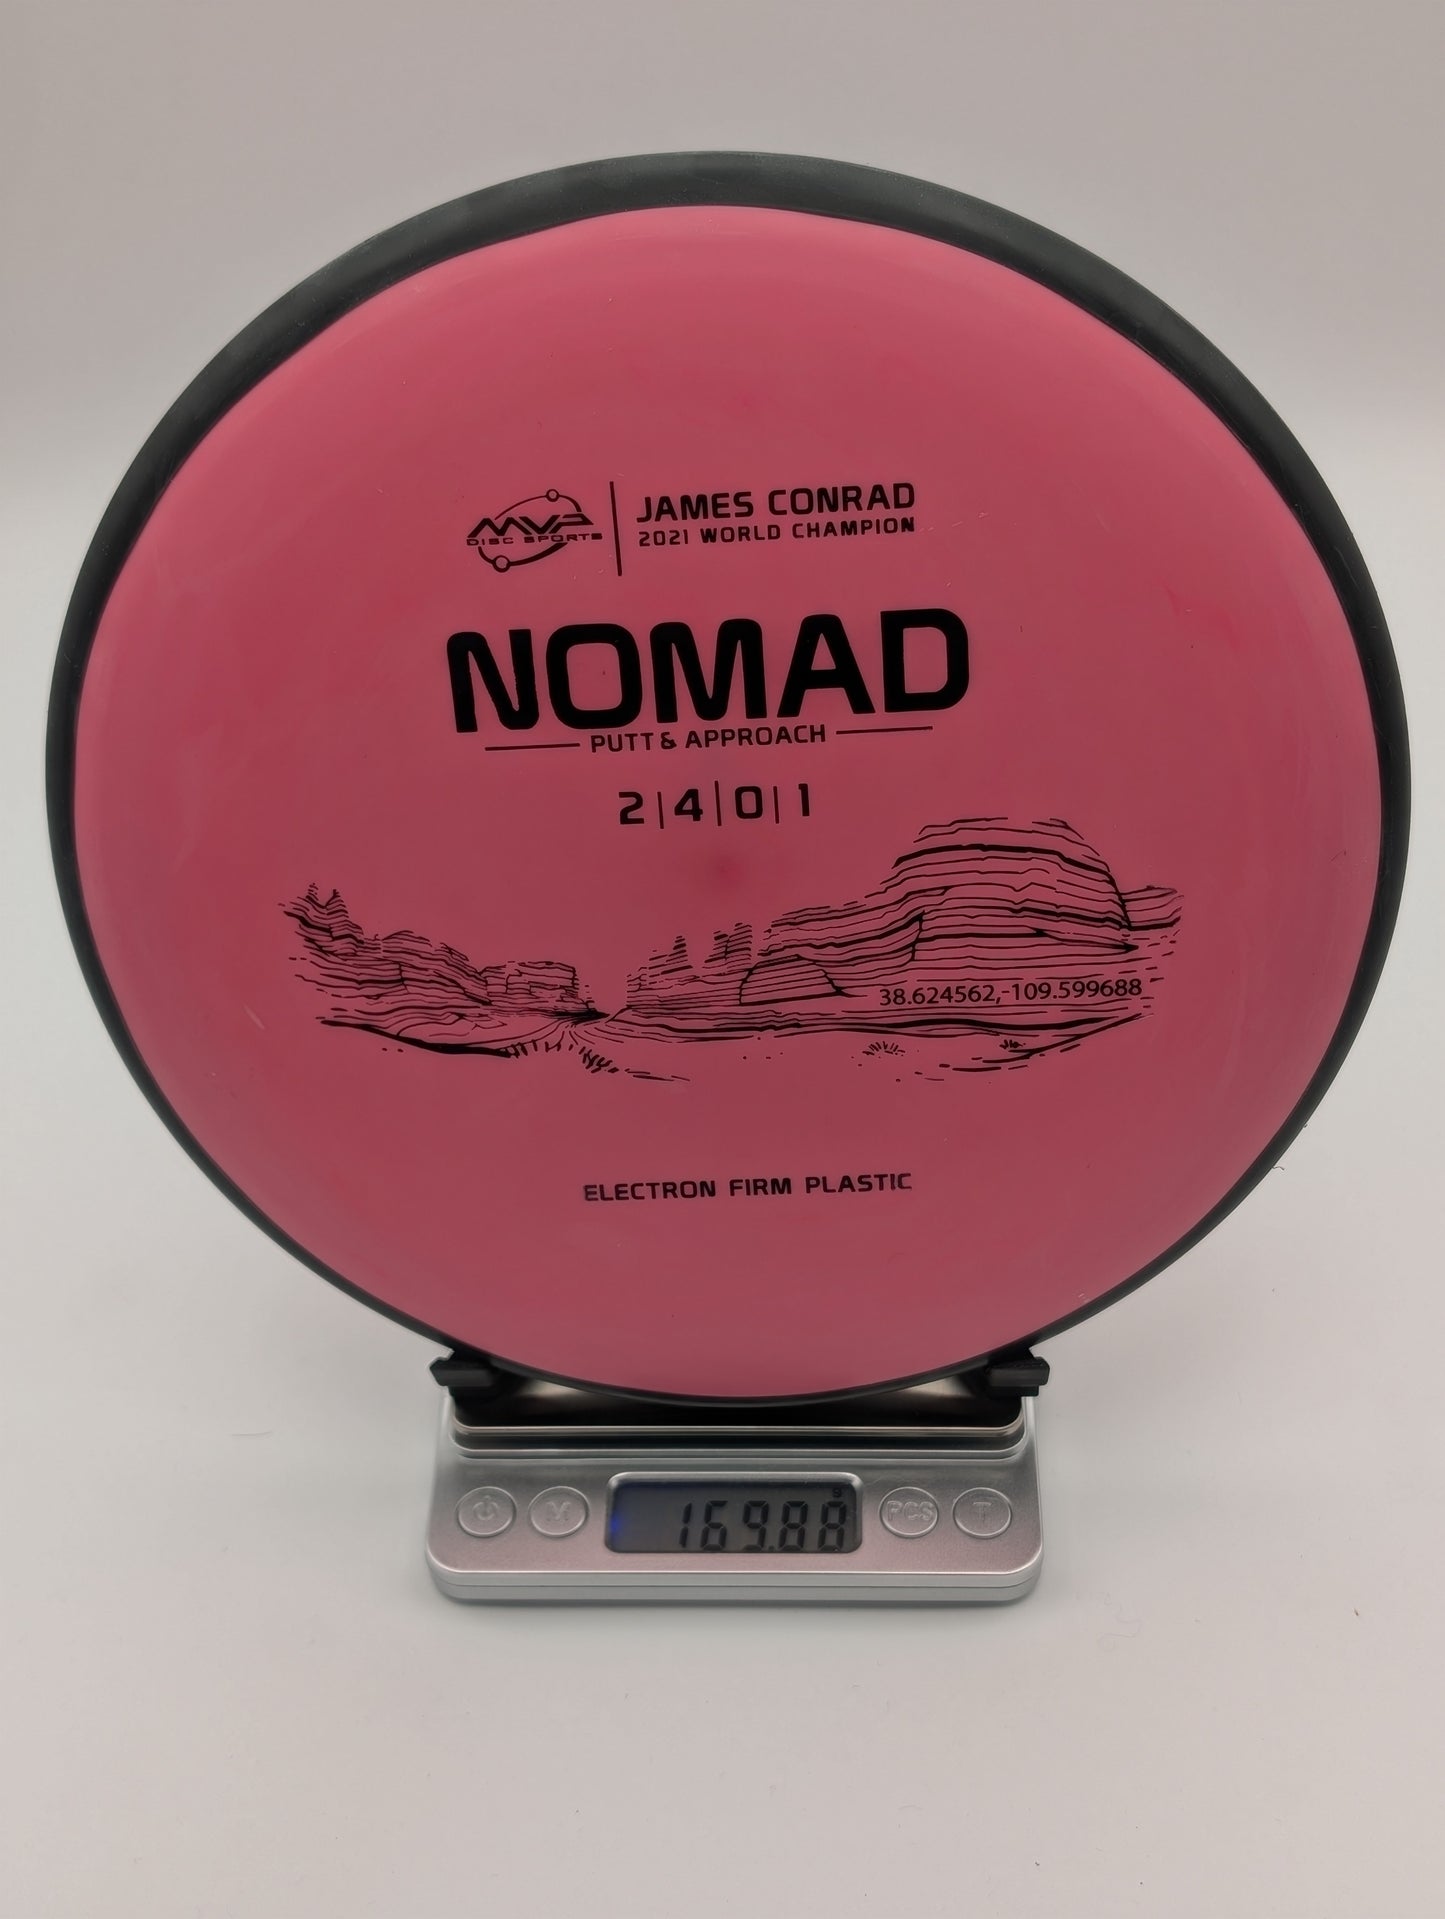 MVP
DISC SPORTS
JAMES CONRAD
2021 WORLD CHAMPION
NOMAD
PUTT & APPROACH
2|4|0|1
38.624562,-109.599688
ELECTRON FIRM PLASTIC
M
169.88
g
PCS
T